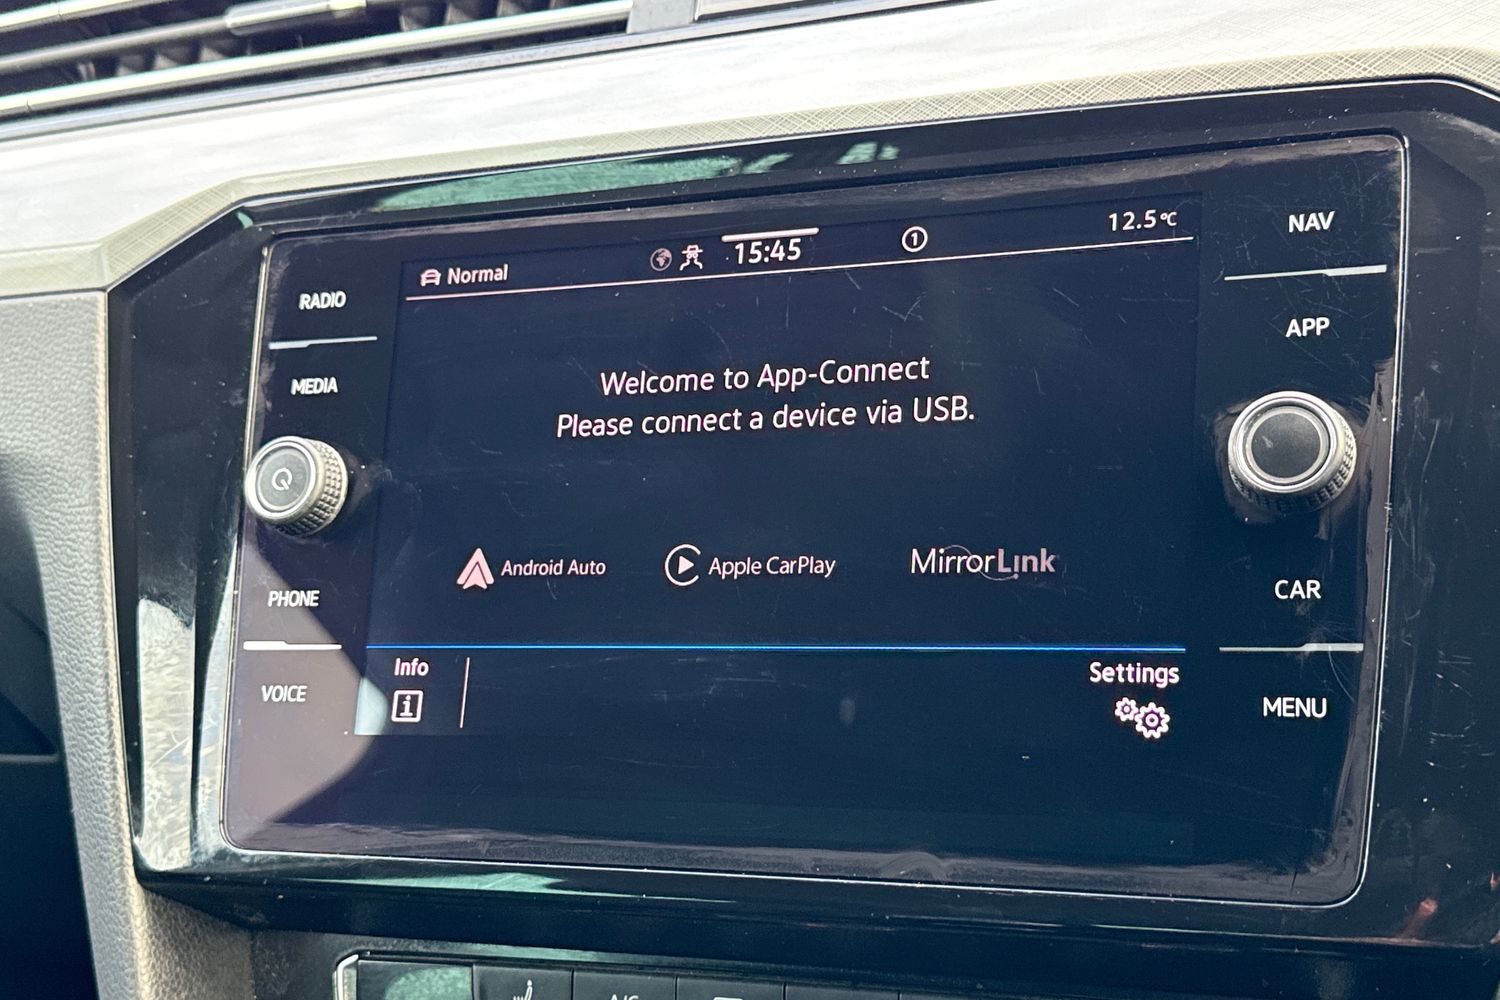 Normal
15:45
1
12.5°C
RADIO
MEDIA
PHONE
VOICE
NAV
APP
CAR
MENU
Welcome to App-Connect
Please connect a device via USB.
Android Auto
Apple CarPlay
MirrorLink
Info
i
Settings